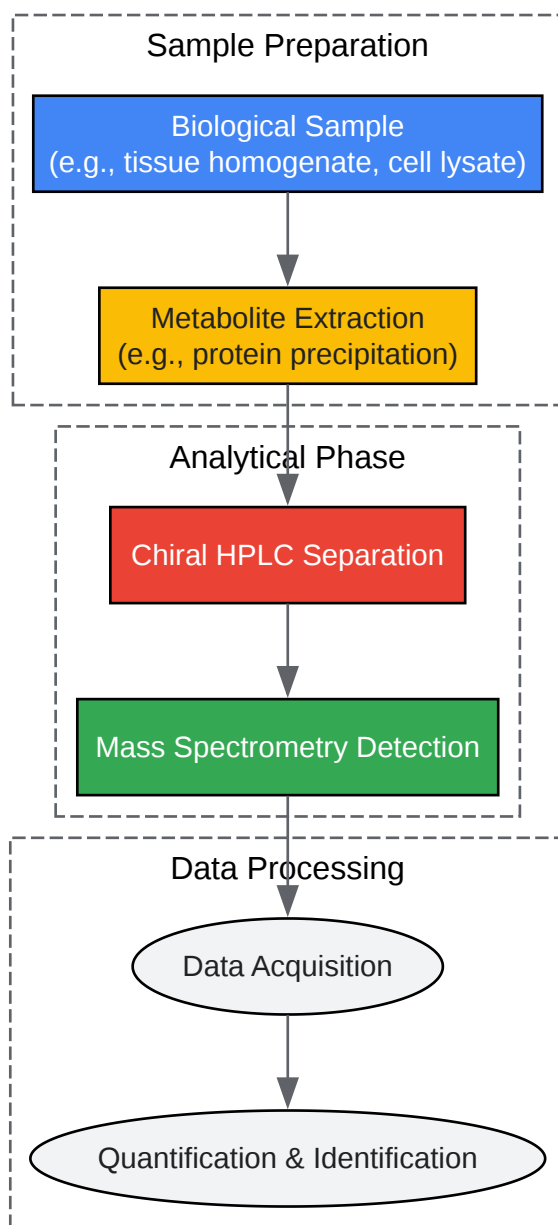 Sample Preparation
Biological Sample
(e.g., tissue homogenate, cell lysate)
Metabolite Extraction
(e.g., protein precipitation)
Analytical Phase
Chiral HPLC Separation
Mass Spectrometry Detection
Data Processing
Data Acquisition
Quantification & Identification